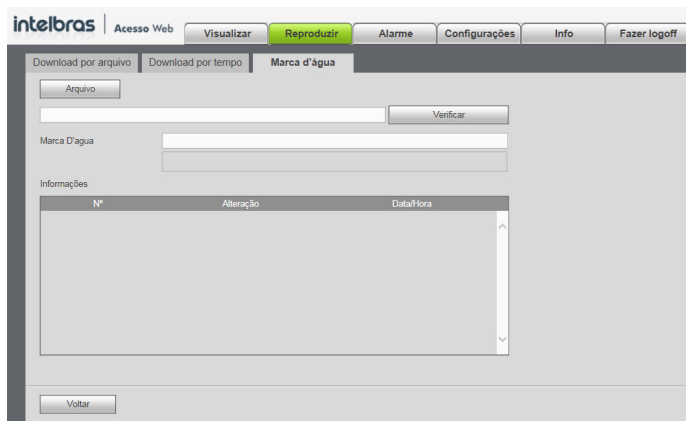 intelbras Acesso Web Visualizar Reproduzir Alarme Configurações Info Fazer logoff
Download por arquivo Download por tempo Marca d'água
Arquivo
Verificar
Marca D'agua
Informações
Nº Alteração Data/Hora
Voltar